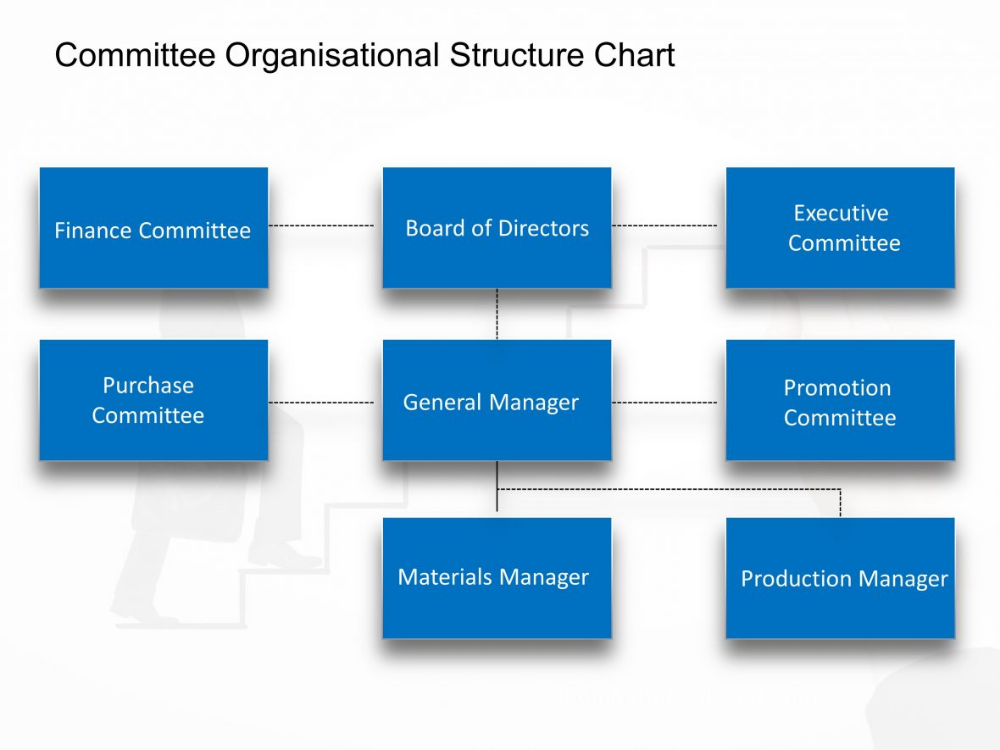 Committee Organisational Structure Chart
Finance Committee
Board of Directors
Executive
Committee
Purchase
Committee
General Manager
Promotion
Committee
Materials Manager
Production Manager